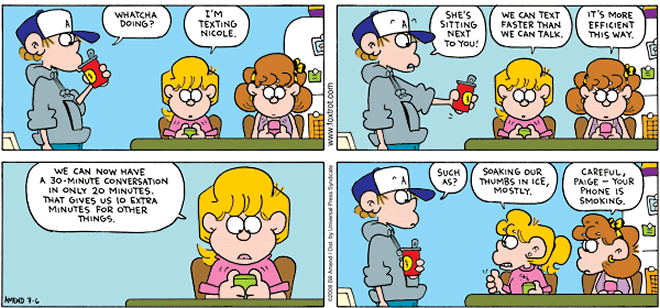 WHATCHA
DOING?
I'M
TEXTING
NICOLE.
SHE'S
SITTING
NEXT
TO YOU!
WE CAN TEXT
FASTER THAN
WE CAN TALK.
IT'S MORE
EFFICIENT
THIS WAY.
www.foxtrot.com
WE CAN NOW HAVE
A 30-MINUTE CONVERSATION
IN ONLY 20 MINUTES.
THAT GIVES US 10 EXTRA
MINUTES FOR OTHER
THINGS.
AMEND 7-6
©2008 Bill Amend / Dist. by Universal Press Syndicate
SUCH
AS?
SOAKING OUR
THUMBS IN ICE,
MOSTLY.
CAREFUL,
PAIGE – YOUR
PHONE IS
SMOKING.